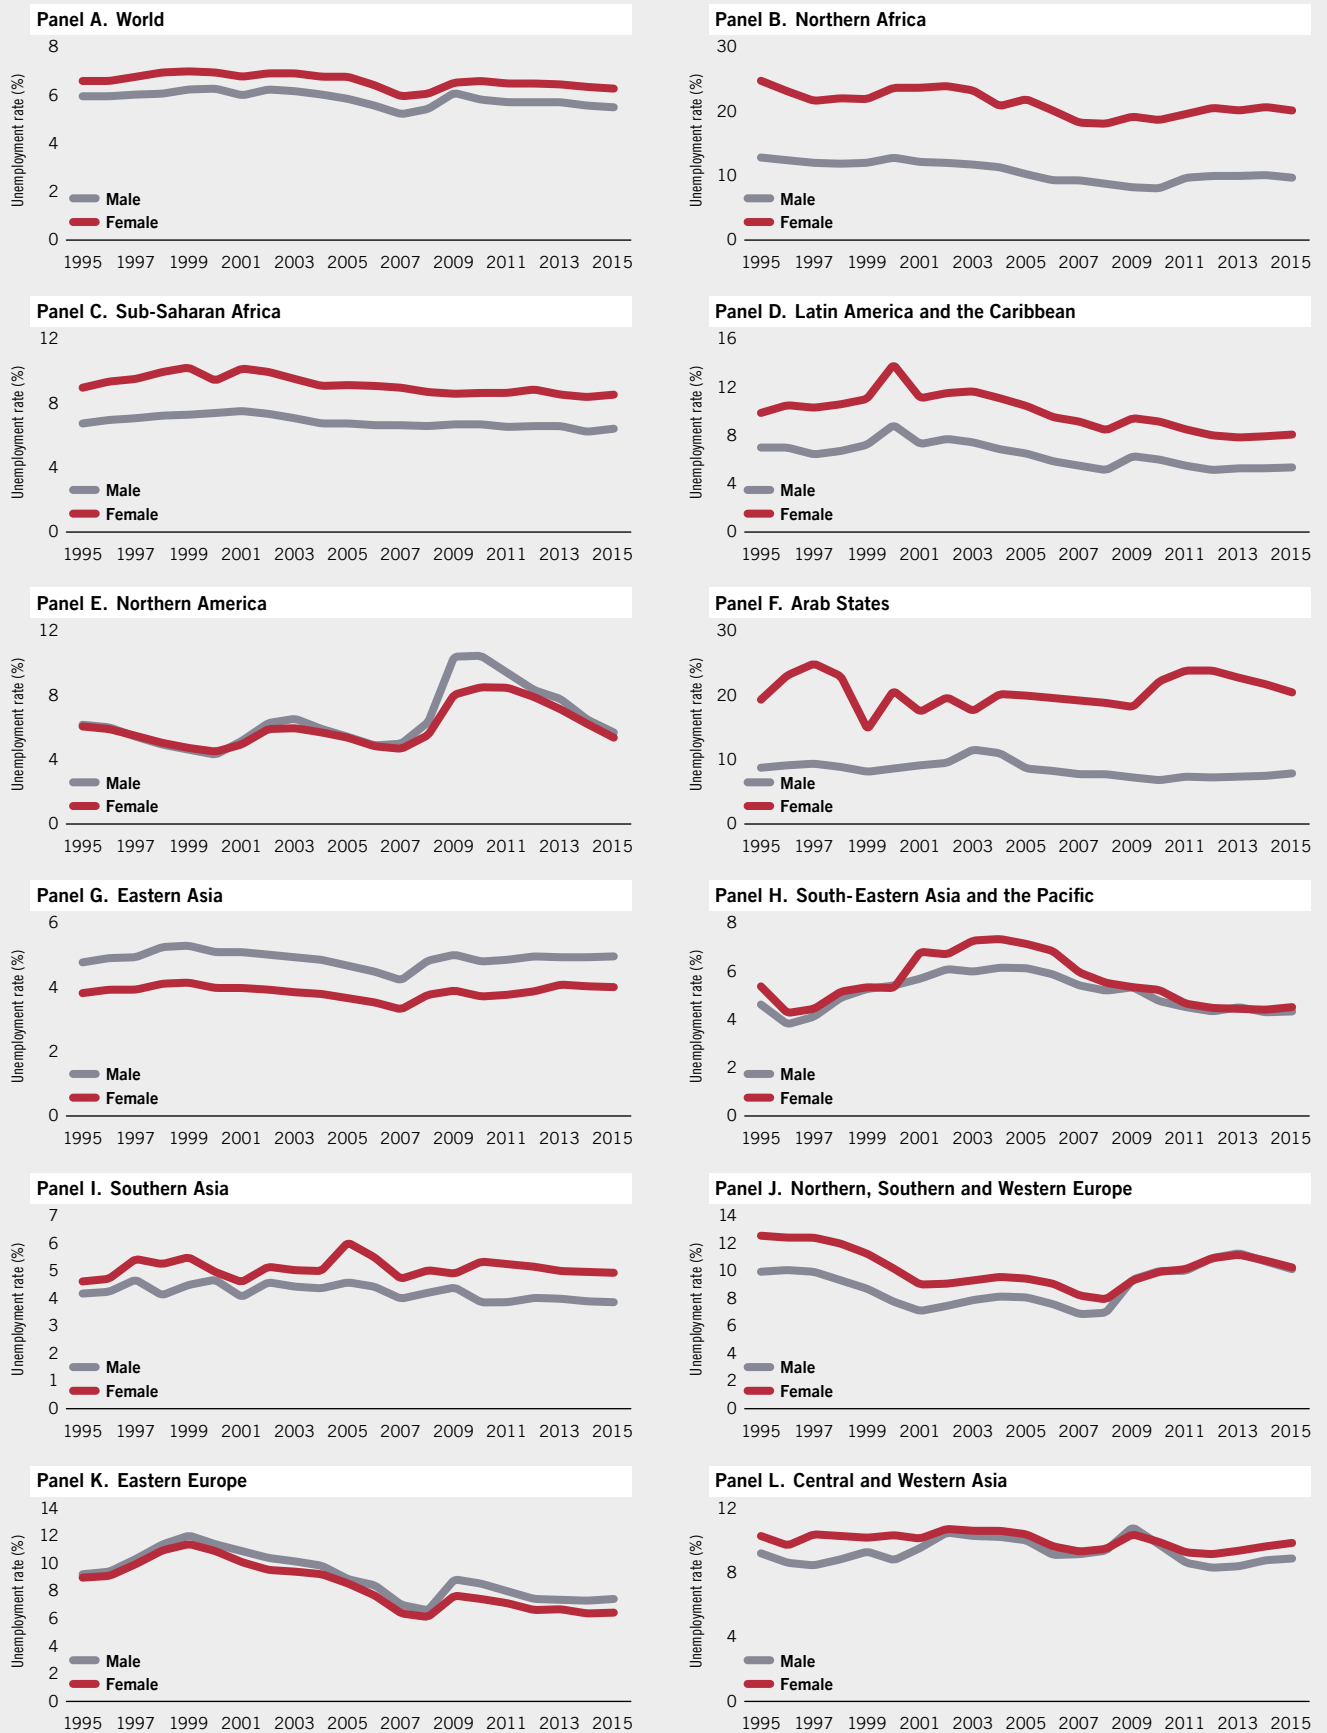 Panel A. World
Unemployment rate (%)
8
6
4
2
0
Male
Female
1995 1997 1999 2001 2003 2005 2007 2009 2011 2013 2015
Panel B. Northern Africa
Unemployment rate (%)
30
20
10
0
Male
Female
1995 1997 1999 2001 2003 2005 2007 2009 2011 2013 2015
Panel C. Sub-Saharan Africa
Unemployment rate (%)
12
8
4
0
Male
Female
1995 1997 1999 2001 2003 2005 2007 2009 2011 2013 2015
Panel D. Latin America and the Caribbean
Unemployment rate (%)
16
12
8
4
0
Male
Female
1995 1997 1999 2001 2003 2005 2007 2009 2011 2013 2015
Panel E. Northern America
Unemployment rate (%)
12
8
4
0
Male
Female
1995 1997 1999 2001 2003 2005 2007 2009 2011 2013 2015
Panel F. Arab States
Unemployment rate (%)
30
20
10
0
Male
Female
1995 1997 1999 2001 2003 2005 2007 2009 2011 2013 2015
Panel G. Eastern Asia
Unemployment rate (%)
6
4
2
0
Male
Female
1995 1997 1999 2001 2003 2005 2007 2009 2011 2013 2015
Panel H. South-Eastern Asia and the Pacific
Unemployment rate (%)
8
6
4
2
0
Male
Female
1995 1997 1999 2001 2003 2005 2007 2009 2011 2013 2015
Panel I. Southern Asia
Unemployment rate (%)
7
6
5
4
3
2
1
0
Male
Female
1995 1997 1999 2001 2003 2005 2007 2009 2011 2013 2015
Panel J. Northern, Southern and Western Europe
Unemployment rate (%)
14
12
10
8
6
4
2
0
Male
Female
1995 1997 1999 2001 2003 2005 2007 2009 2011 2013 2015
Panel K. Eastern Europe
Unemployment rate (%)
14
12
10
8
6
4
2
0
Male
Female
1995 1997 1999 2001 2003 2005 2007 2009 2011 2013 2015
Panel L. Central and Western Asia
Unemployment rate (%)
12
8
4
0
Male
Female
1995 1997 1999 2001 2003 2005 2007 2009 2011 2013 2015